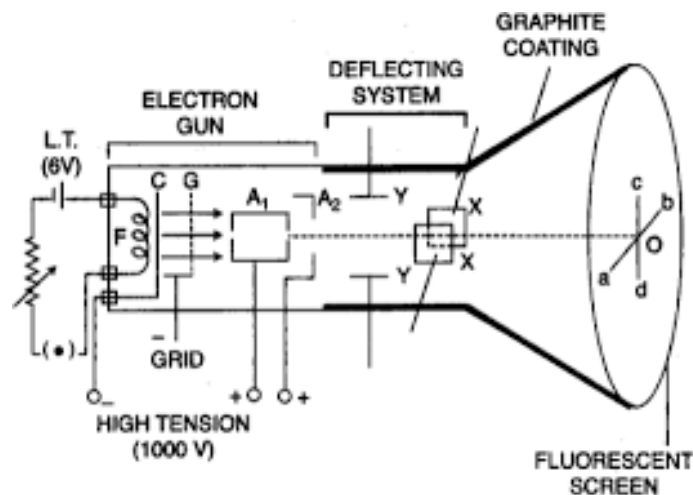 GRAPHITE
COATING
DEFLECTING
SYSTEM
ELECTRON
GUN
L.T.
(6V)
C G
A1 A2 Y
F
X
X
Y
c
b
O
a
d
–
GRID
– + +
HIGH TENSION
(1000 V)
FLUORESCENT
SCREEN